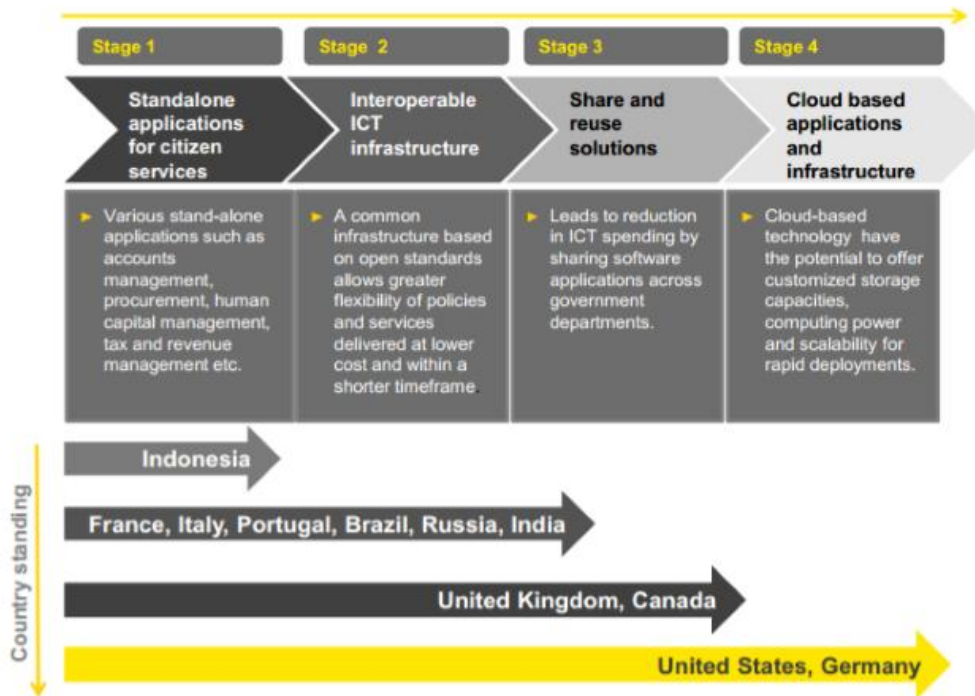 Stage 1
Stage 2
Stage 3
Stage 4
Standalone
applications
for citizen
services
Interoperable
ICT
infrastructure
Share and
reuse
solutions
Cloud based
applications
and
infrastructure
► Various stand-alone
applications such as
accounts
management,
procurement, human
capital management,
tax and revenue
management etc.
► A common
infrastructure based
on open standards
allows greater
flexibility of policies
and services
delivered at lower
cost and within a
shorter timeframe.
► Leads to reduction
in ICT spending by
sharing software
applications across
government
departments.
► Cloud-based
technology have
the potential to offer
customized storage
capacities,
computing power
and scalability for
rapid deployments.
Country standing
Indonesia
France, Italy, Portugal, Brazil, Russia, India
United Kingdom, Canada
United States, Germany